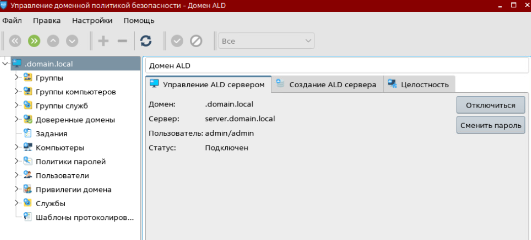 Управление доменной политикой безопасности - Домен ALD
Файл Правка Настройки Помощь
Все
.domain.local
Группы
Группы компьютеров
Группы служб
Доверенные домены
Задания
Компьютеры
Политики паролей
Пользователи
Привилегии домена
Службы
Шаблоны протоколиров...
Домен ALD
Управление ALD сервером Создание ALD сервера Целостность
Домен: .domain.local
Сервер: server.domain.local
Пользователь: admin/admin
Статус: Подключен
Отключиться
Сменить пароль